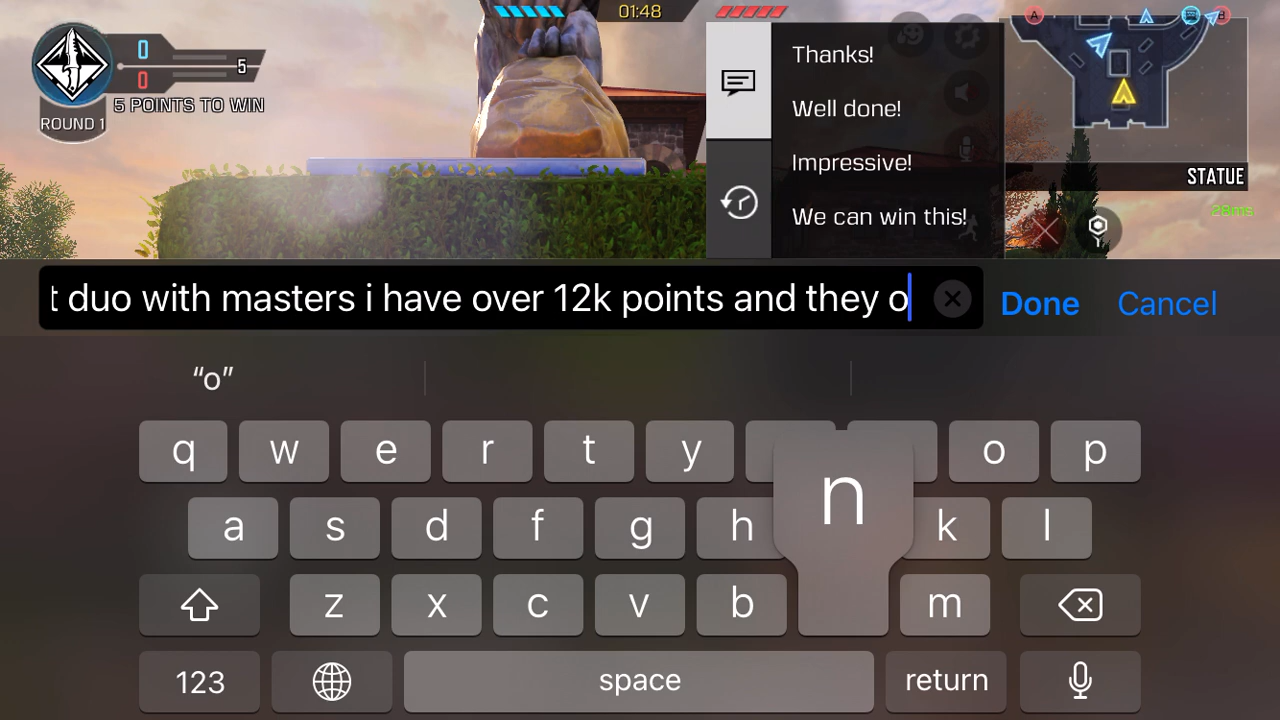 01:48
0
0
5
5 POINTS TO WIN
ROUND 1
Thanks!
Well done!
Impressive!
We can win this!
A
B
STATUE
28ms
t duo with masters i have over 12k points and they o
Done
Cancel
“o”
q w e r t y o p
n
a s d f g h k l
z x c v b m
123
space
return